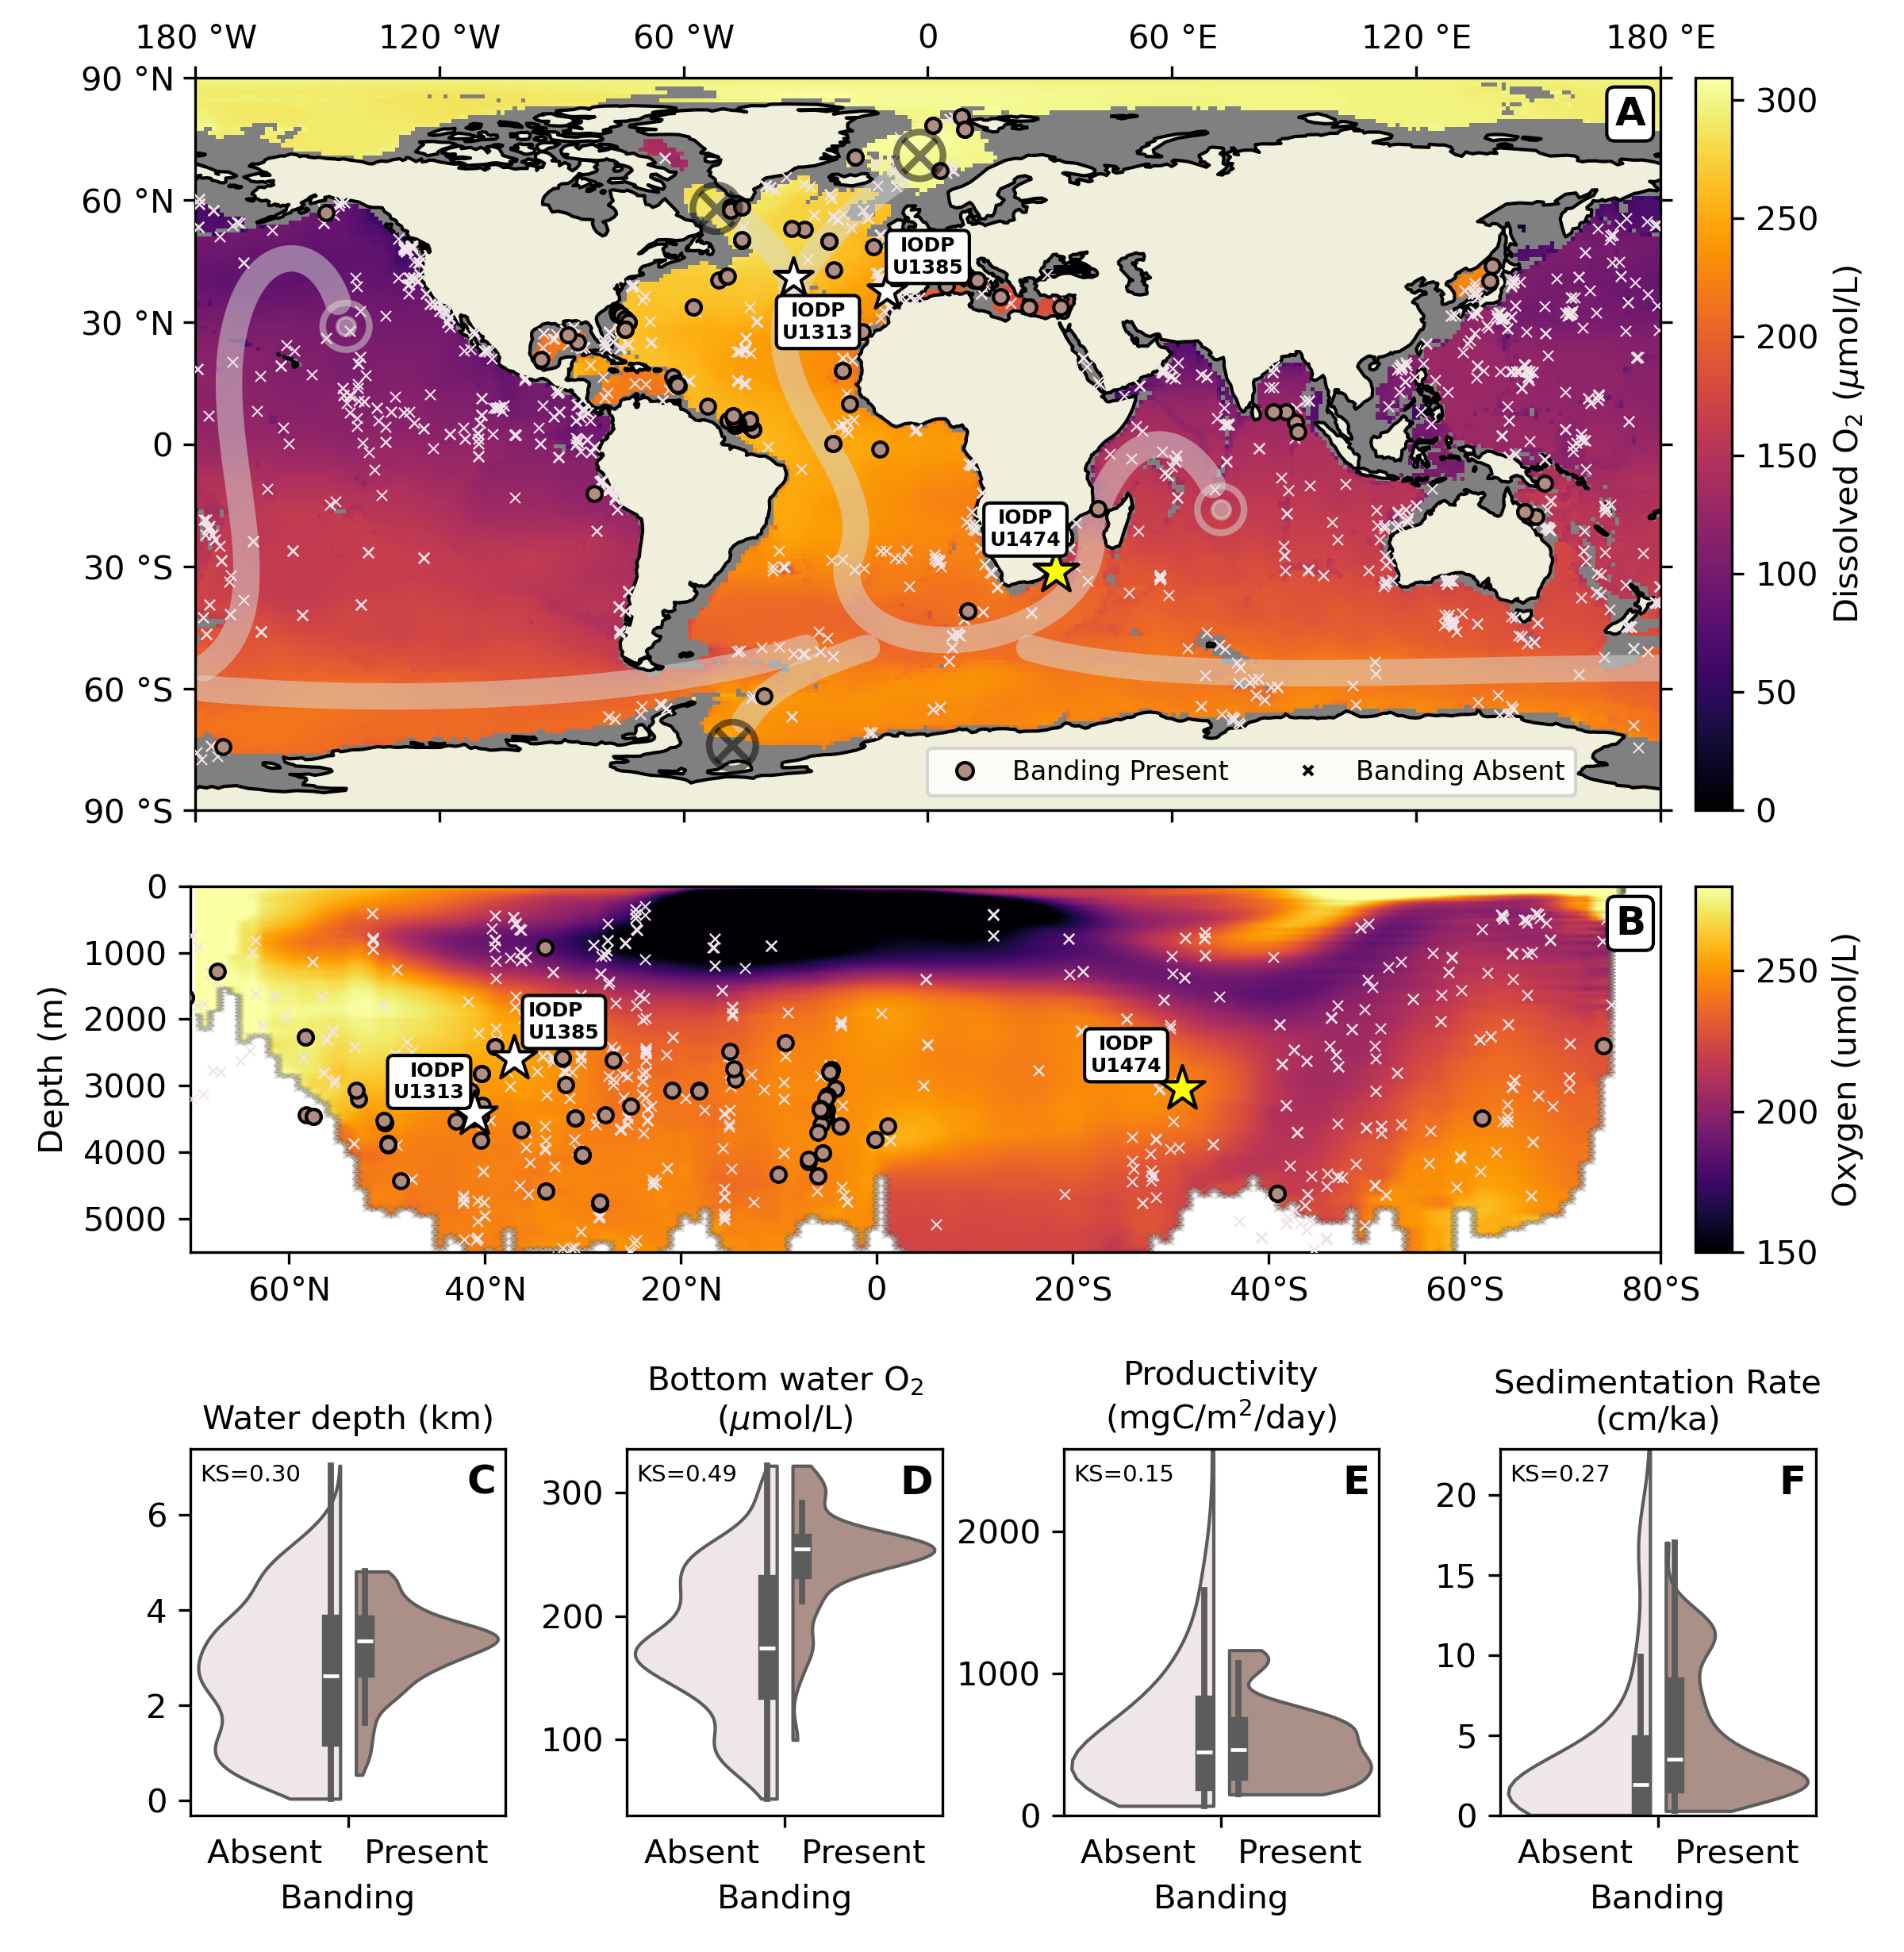 180 °W 120 °W 60 °W 0 60 °E 120 °E 180 °E
90 °N
60 °N
30 °N
0
30 °S
60 °S
90 °S
A
IODP
U1385
IODP
U1313
IODP
U1474
Banding Present Banding Absent
300
250
200
150
100
50
0
Dissolved O₂ (μmol/L)
0
1000
2000
3000
4000
5000
Depth (m)
B
IODP
U1385
IODP
U1313
IODP
U1474
60°N 40°N 20°N 0 20°S 40°S 60°S 80°S
250
200
150
Oxygen (umol/L)
Water depth (km)
KS=0.30 C
6
4
2
0
Absent Present
Banding
Bottom water O₂
(μmol/L)
KS=0.49 D
300
200
100
Absent Present
Banding
Productivity
(mgC/m²/day)
KS=0.15 E
2000
1000
0
Absent Present
Banding
Sedimentation Rate
(cm/ka)
KS=0.27 F
20
15
10
5
0
Absent Present
Banding